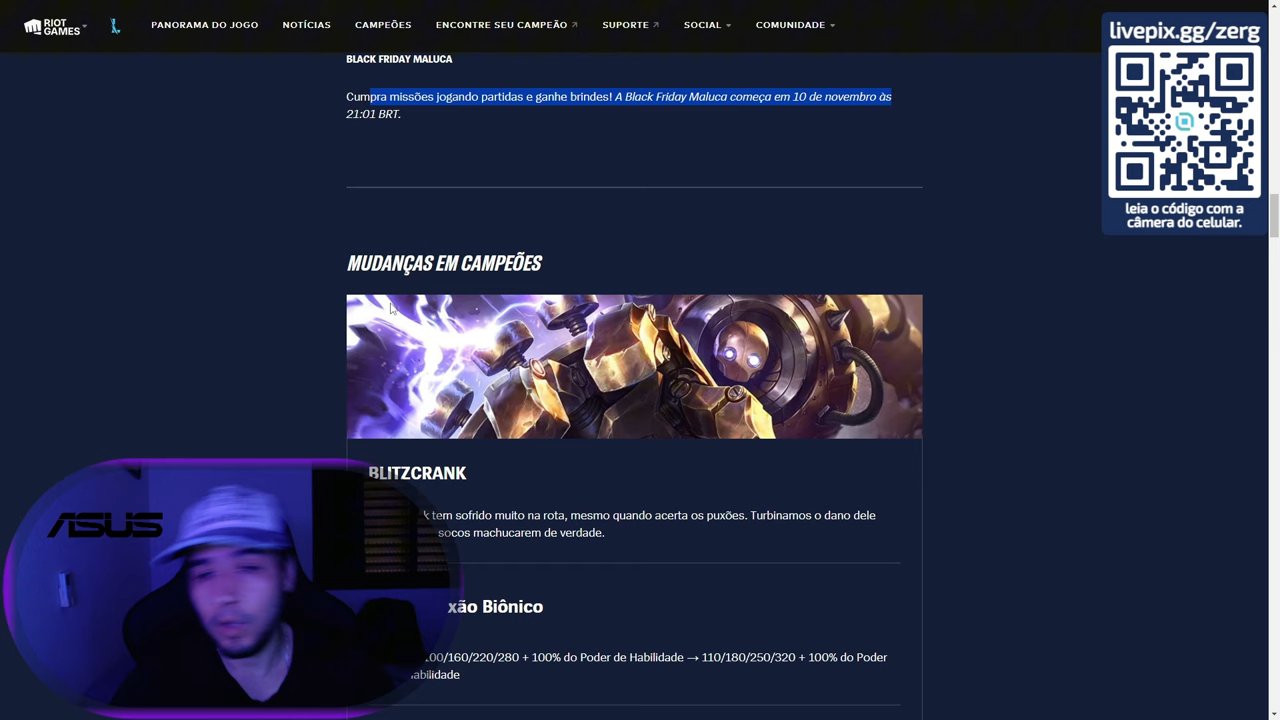 RIOT GAMES
PANORAMA DO JOGO
NOTÍCIAS
CAMPEÕES
ENCONTRE SEU CAMPEÃO
SUPORTE
SOCIAL
COMUNIDADE
livepix.gg/zerg
leia o código com a
câmera do celular.
BLACK FRIDAY MALUCA
Cumpra missões jogando partidas e ganhe brindes! A Black Friday Maluca começa em 10 de novembro às
21:01 BRT.
MUDANÇAS EM CAMPEÕES
BLITZCRANK
k tem sofrido muito na rota, mesmo quando acerta os puxões. Turbinamos o dano dele
socos machucarem de verdade.
xão Biônico
100/160/220/280 + 100% do Poder de Habilidade → 110/180/250/320 + 100% do Poder
abilidade
ASUS